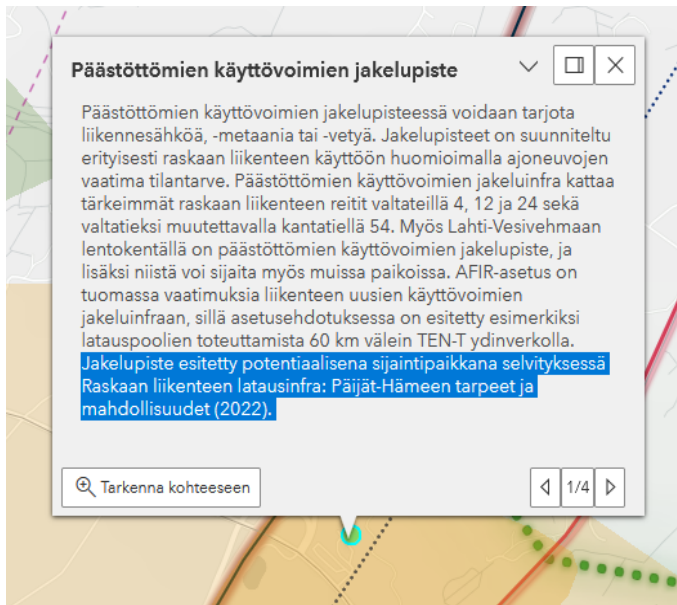 Päästöttömien käyttövoimien jakelupiste
Päästöttömien käyttövoimien jakelupisteessä voidaan tarjota
liikennesähköä, -metaania tai -vetyä. Jakelupisteet on suunniteltu
erityisesti raskaan liikenteen käyttöön huomioimalla ajoneuvojen
vaatima tilantarve. Päästöttömien käyttövoimien jakeluinfra kattaa
tärkeimmät raskaan liikenteen reitit valtateillä 4, 12 ja 24 sekä
valtatieksi muutettavalla kantatiellä 54. Myös Lahti-Vesivehmaan
lentokentällä on päästöttömien käyttövoimien jakelupiste, ja
lisäksi niistä voi sijaita myös muissa paikoissa. AFIR-asetus on
tuomassa vaatimuksia liikenteen uusien käyttövoimien
jakeluinfraan, sillä asetusehdotuksessa on esitetty esimerkiksi
latauspoolien toteuttamista 60 km välein TEN-T ydinverkolla.
Jakelupiste esitetty potentiaalisena sijaintipaikkana selvityksessä
Raskaan liikenteen latausinfra: Päijät-Hämeen tarpeet ja
mahdollisuudet (2022).
Tarkenna kohteeseen
1/4